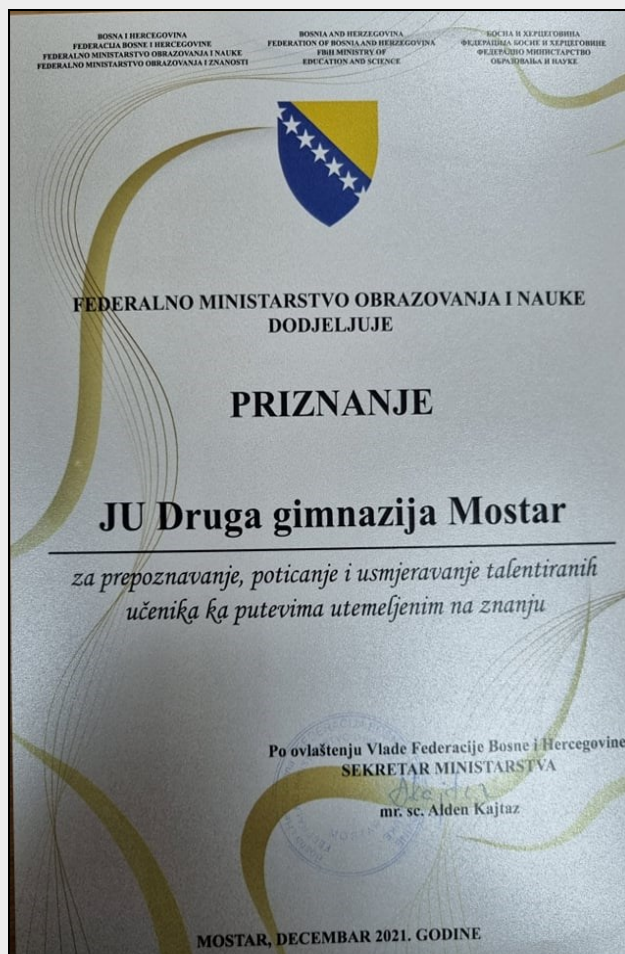 BOSNA I HERCEGOVINA
FEDERACIJA BOSNE I HERCEGOVINE
FEDERALNO MINISTARSTVO OBRAZOVANJA I NAUKE
FEDERALNO MINISTARSTVO OBRAZOVANJA I ZNANOSTI
BOSNIA AND HERZEGOVINA
FEDERATION OF BOSNIA AND HERZEGOVINA
FBiH MINISTRY OF
EDUCATION AND SCIENCE
БОСНА И ХЕРЦЕГОВИНА
ФЕДЕРАЦИЈА БОСНЕ И ХЕРЦЕГОВИНЕ
ФЕДЕРАЛНО МИНИСТАРСТВО
ОБРАЗОВАЊА И НАУКЕ
FEDERALNO MINISTARSTVO OBRAZOVANJA I NAUKE
DODJELJUJE
PRIZNANJE
JU Druga gimnazija Mostar
za prepoznavanje, poticanje i usmjeravanje talentiranih
učenika ka putevima utemeljenim na znanju
Po ovlaštenju Vlade Federacije Bosne i Hercegovine
SEKRETAR MINISTARSTVA
mr. sc. Alden Kajtaz
MOSTAR, DECEMBAR 2021. GODINE